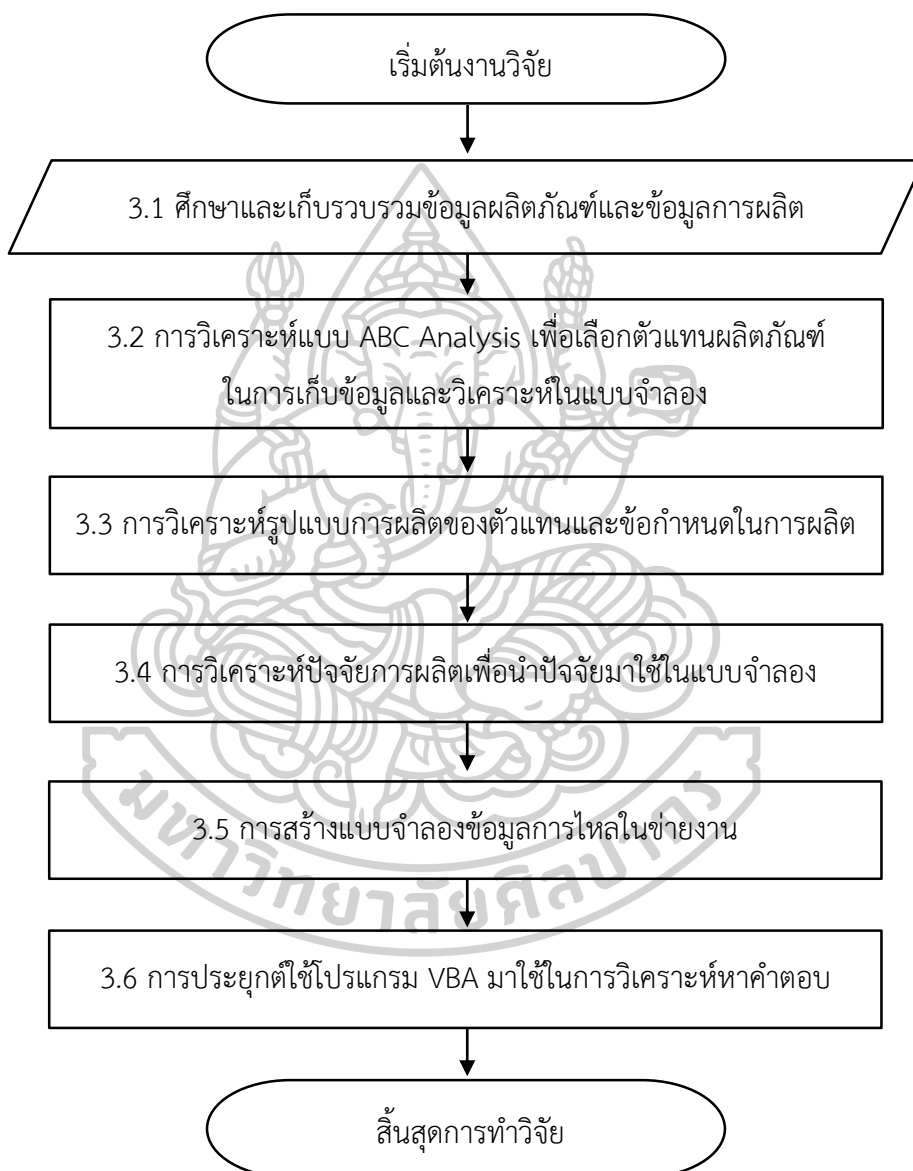 เริ่มต้นงานวิจัย
3.1 ศึกษาและเก็บรวบรวมข้อมูลผลิตภัณฑ์และข้อมูลการผลิต
3.2 การวิเคราะห์แบบ ABC Analysis เพื่อเลือกตัวแทนผลิตภัณฑ์
ในการเก็บข้อมูลและวิเคราะห์ในแบบจำลอง
3.3 การวิเคราะห์รูปแบบการผลิตของตัวแทนและข้อกำหนดในการผลิต
3.4 การวิเคราะห์ปัจจัยการผลิตเพื่อนำปัจจัยมาใช้ในแบบจำลอง
3.5 การสร้างแบบจำลองข้อมูลการไหลในข่ายงาน
มหาวิทยาลัยศิลปากร
3.6 การประยุกต์ใช้โปรแกรม VBA มาใช้ในการวิเคราะห์หาคำตอบ
สิ้นสุดการทำวิจัย